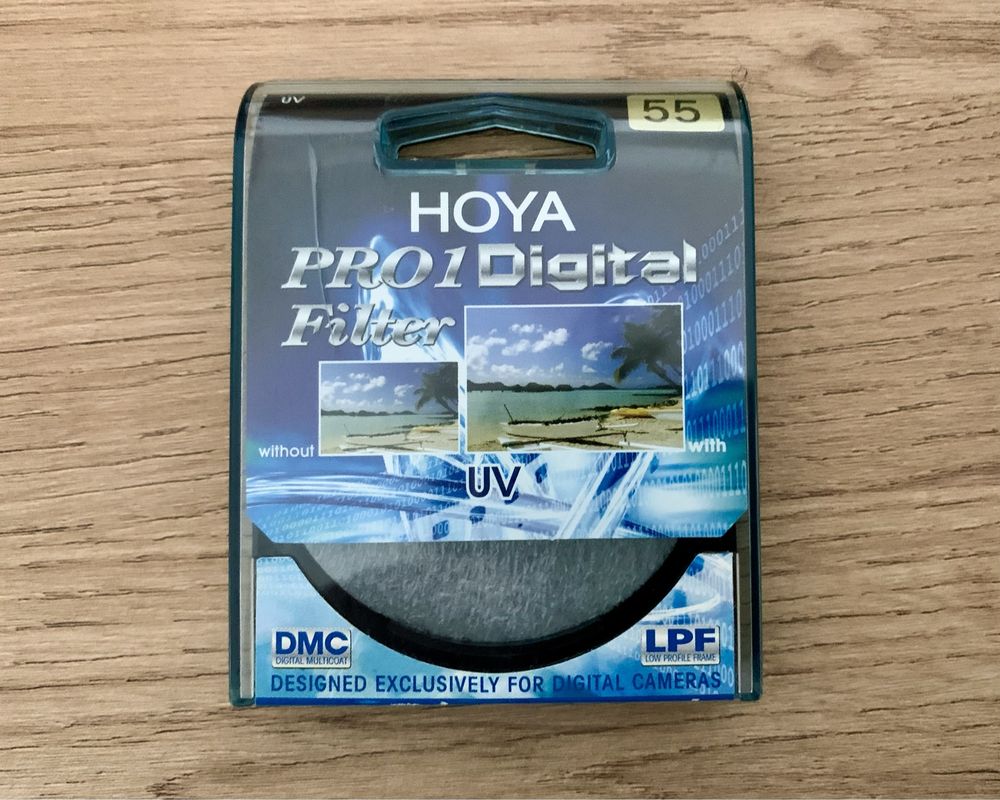 UV
55
HOYA
PRO1 Digital
Filter
without
with
UV
DMC
DIGITAL MULTICOAT
LPF
LOW PROFILE FRAME
DESIGNED EXCLUSIVELY FOR DIGITAL CAMERAS